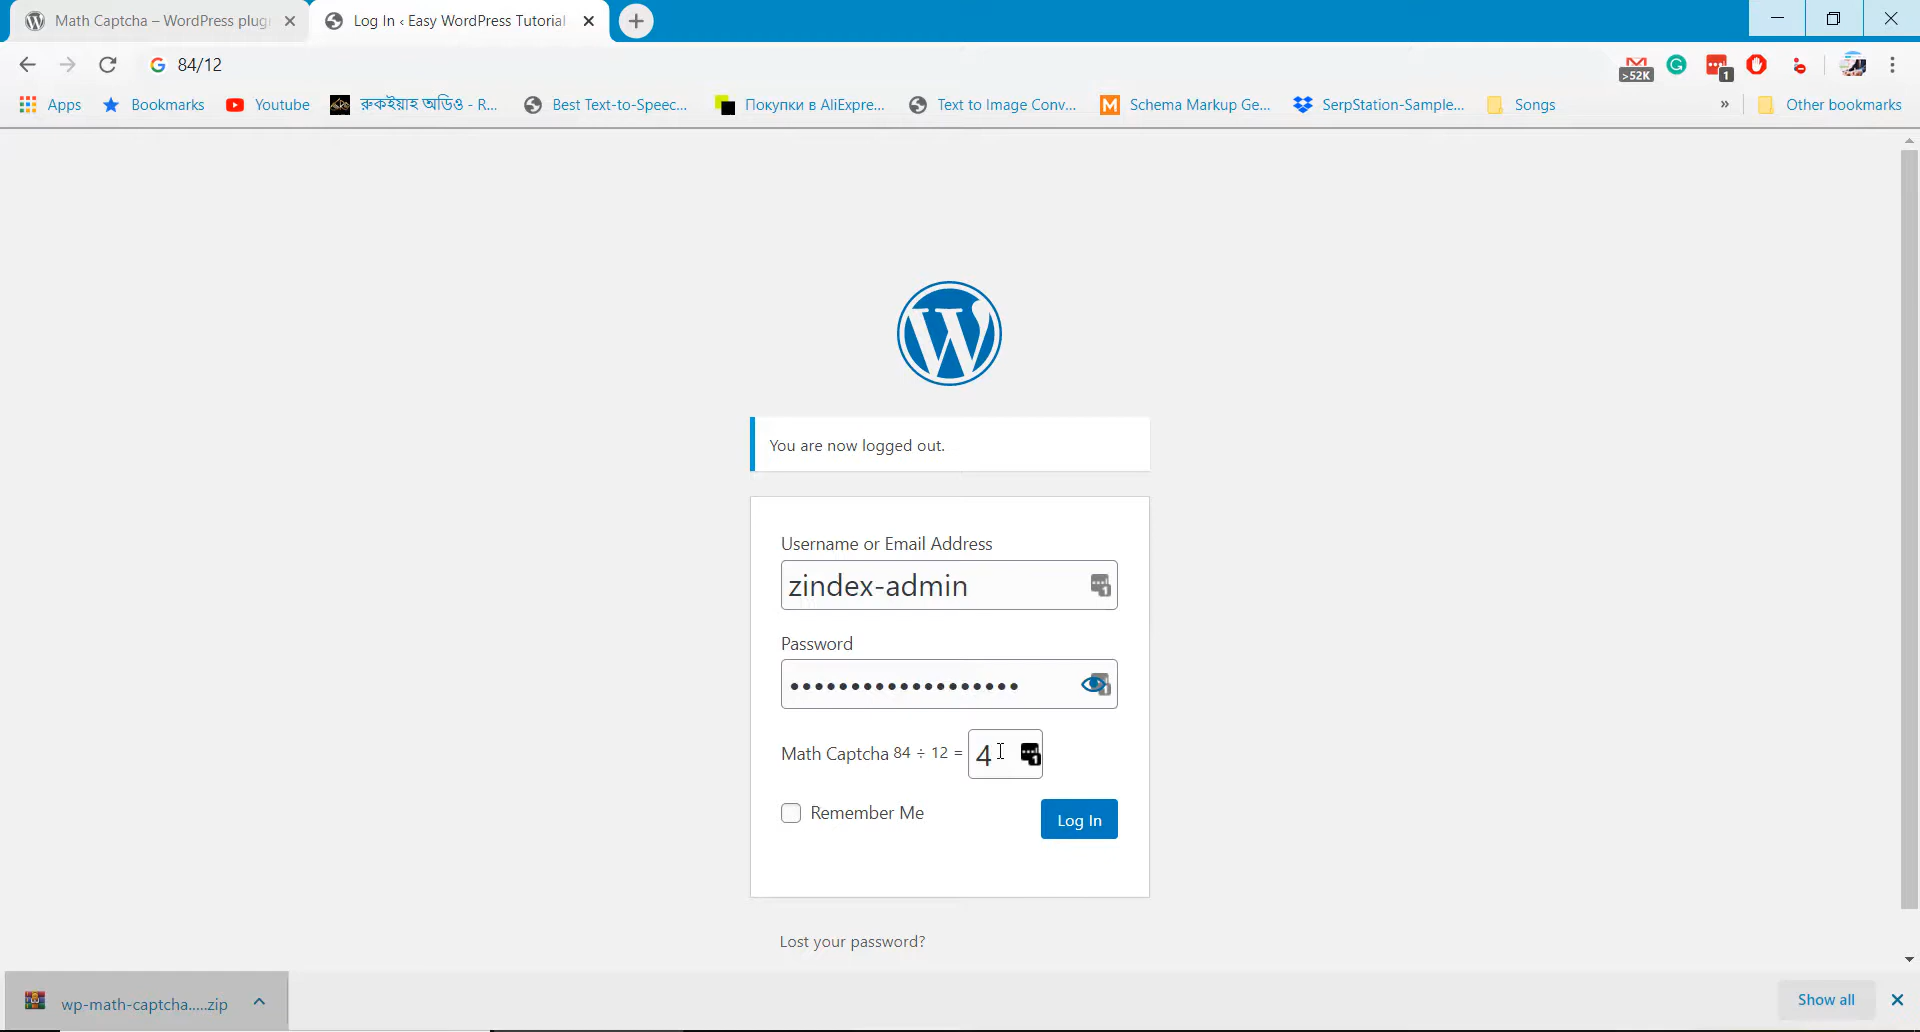 Math Captcha – WordPress plug
Log In ‹ Easy WordPress Tutorial
84/12
>52K
1
Apps
Bookmarks
Youtube
রুকইয়াহ অডিও - R...
Best Text-to-Speec...
Покупки в AliExpre...
Text to Image Conv...
Schema Markup Ge...
SerpStation-Sample...
Songs
»
Other bookmarks
You are now logged out.
Username or Email Address
zindex-admin
Password
Math Captcha 84 ÷ 12 = 4
Remember Me
Log In
Lost your password?
wp-math-captcha.....zip
Show all